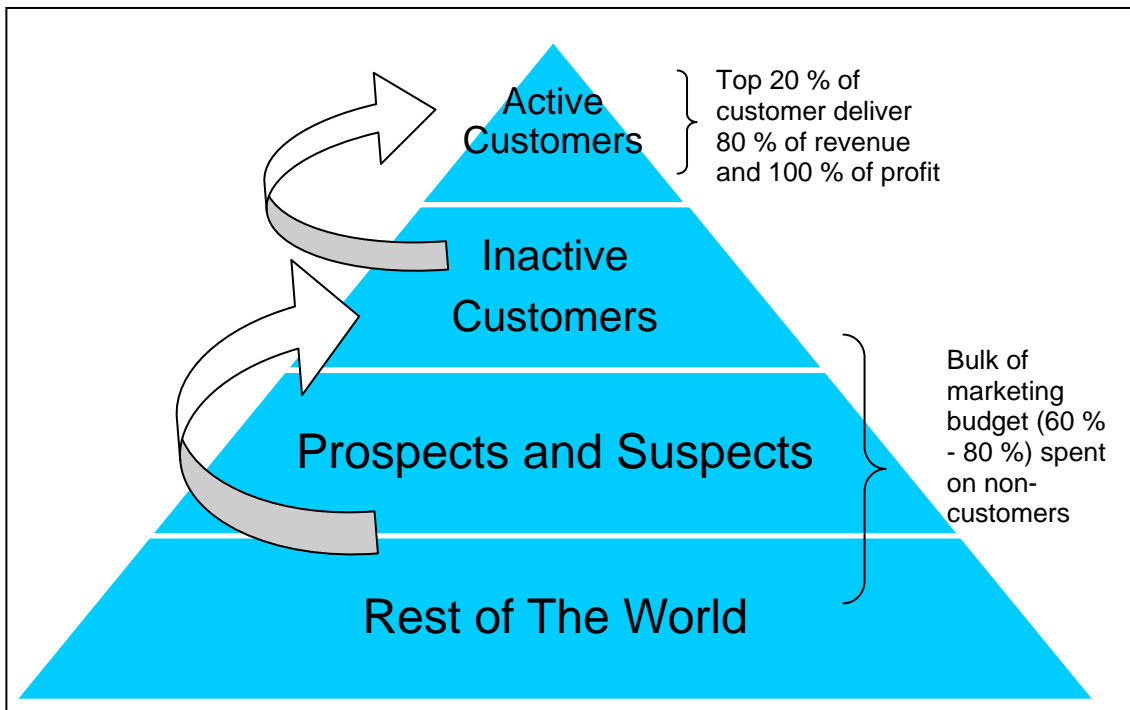 Active
Customers
Top 20 % of
customer deliver
80 % of revenue
and 100 % of profit
Inactive
Customers
Prospects and Suspects
Bulk of
marketing
budget (60 %
- 80 %) spent
on non-
customers
Rest of The World